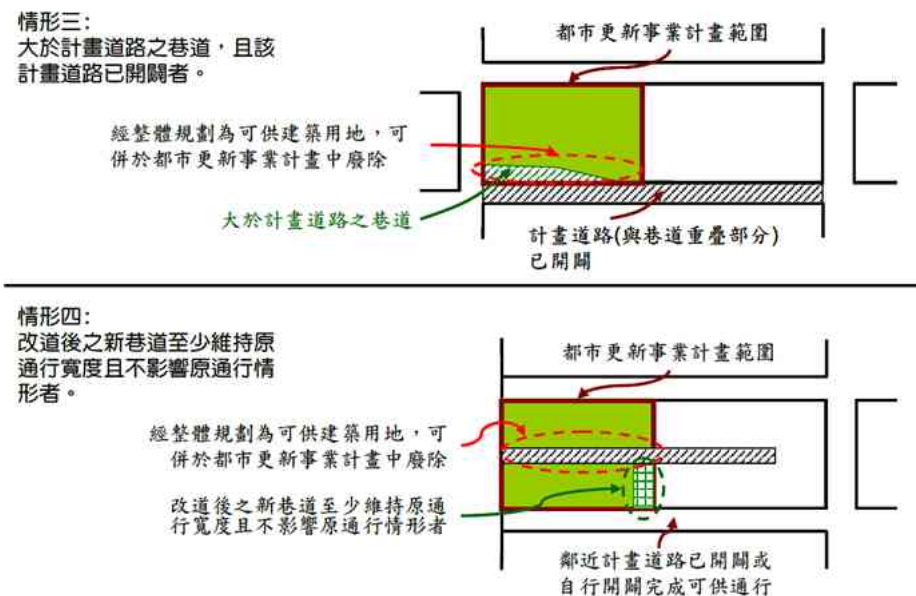 情形三：
大於計畫道路之巷道，且該
計畫道路已開闢者。
都市更新事業計畫範圍
經整體規劃為可供建築用地，可
併於都市更新事業計畫中廢除
大於計畫道路之巷道
計畫道路(與巷道重疊部分)
已開闢
情形四：
改道後之新巷道至少維持原
通行寬度且不影響原通行情
形者。
都市更新事業計畫範圍
經整體規劃為可供建築用地，可
併於都市更新事業計畫中廢除
改道後之新巷道至少維持原通
行寬度且不影響原通行情形者
鄰近計畫道路已開闢或
自行開闢完成可供通行